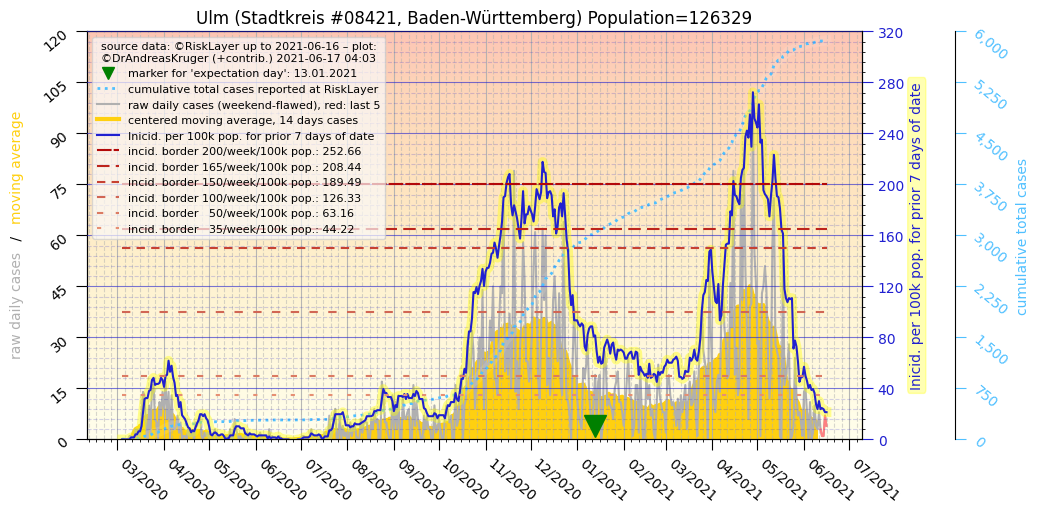 Ulm (Stadtkreis #08421, Baden-Württemberg) Population=126329
source data: ©RiskLayer up to 2021-06-16 – plot:
©DrAndreasKruger (+contrib.) 2021-06-17 04:03
marker for 'expectation day': 13.01.2021
cumulative total cases reported at RiskLayer
raw daily cases (weekend-flawed), red: last 5
centered moving average, 14 days cases
Inicid. per 100k pop. for prior 7 days of date
incid. border 200/week/100k pop.: 252.66
incid. border 165/week/100k pop.: 208.44
incid. border 150/week/100k pop.: 189.49
incid. border 100/week/100k pop.: 126.33
incid. border   50/week/100k pop.: 63.16
incid. border   35/week/100k pop.: 44.22
raw daily cases   /   moving average
120
105
90
75
60
45
30
15
0
320
280
240
200
160
120
80
40
0
Inicid. per 100k pop. for prior 7 days of date
6,000
5,250
4,500
3,750
3,000
2,250
1,500
750
0
cumulative total cases
03/2020
04/2020
05/2020
06/2020
07/2020
08/2020
09/2020
10/2020
11/2020
12/2020
01/2021
02/2021
03/2021
04/2021
05/2021
06/2021
07/2021